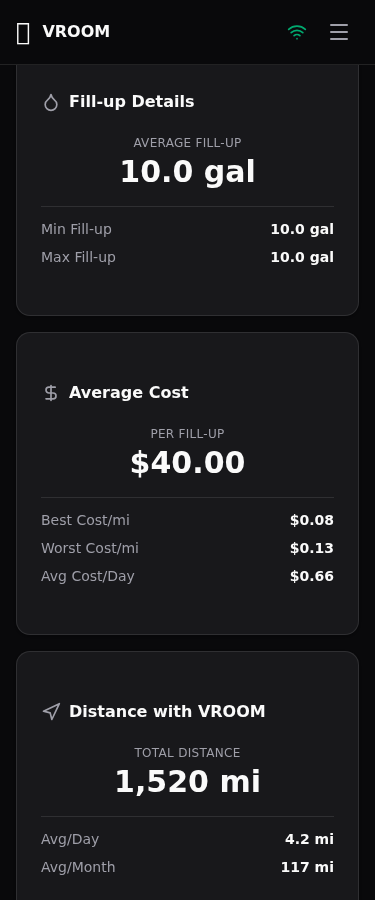 VROOM
Fill-up Details
AVERAGE FILL-UP
10.0 gal
Min Fill-up 10.0 gal
Max Fill-up 10.0 gal
Average Cost
PER FILL-UP
$40.00
Best Cost/mi $0.08
Worst Cost/mi $0.13
Avg Cost/Day $0.66
Distance with VROOM
TOTAL DISTANCE
1,520 mi
Avg/Day 4.2 mi
Avg/Month 117 mi